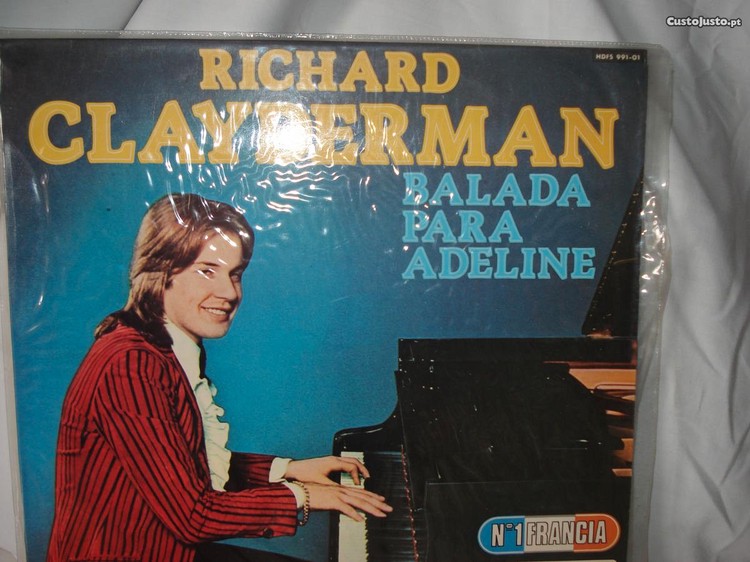 CustoJusto.pt
HDFS 991-01
RICHARD
CLAYDERMAN
BALADA
PARA
ADELINE
Nº1 FRANCIA